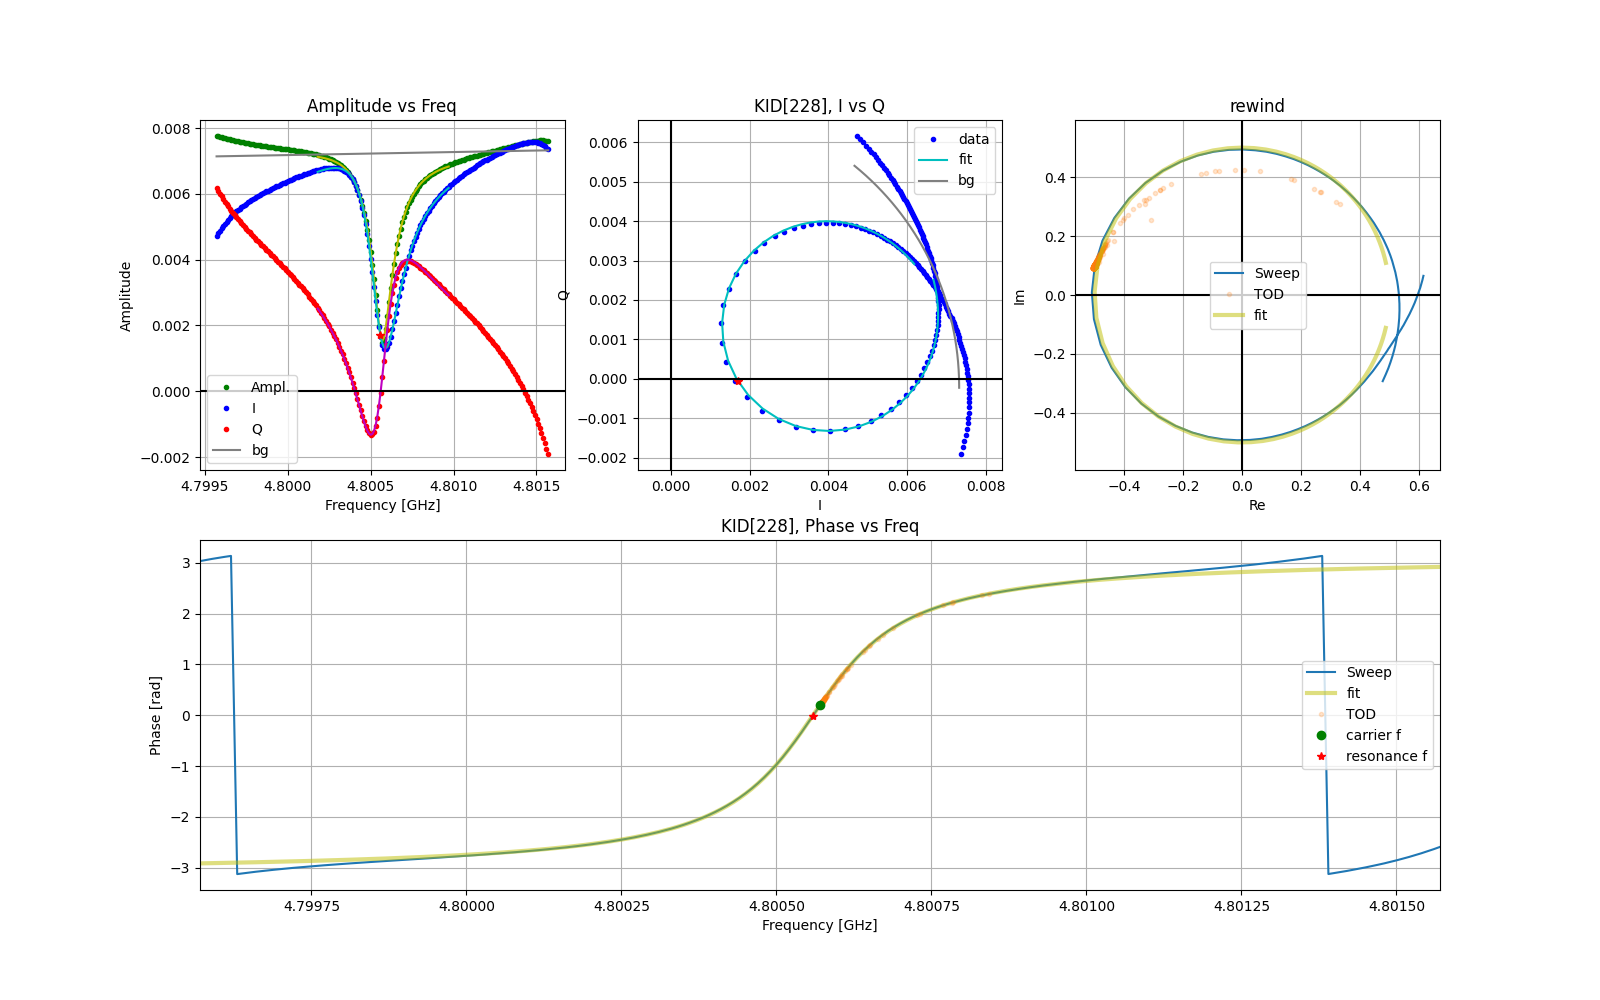 Amplitude vs Freq
KID[228], I vs Q
rewind
0.008
0.006
0.004
0.002
0.000
−0.002
Amplitude
Ampl.
I
Q
bg
4.7995
4.8000
4.8005
4.8010
4.8015
Frequency [GHz]
0.006
0.005
0.004
0.003
0.002
0.001
0.000
−0.001
−0.002
Q
data
fit
bg
0.000
0.002
0.004
0.006
0.008
I
0.4
0.2
0.0
−0.2
−0.4
Im
Sweep
TOD
fit
−0.4
−0.2
0.0
0.2
0.4
0.6
Re
KID[228], Phase vs Freq
3
2
1
0
−1
−2
−3
Phase [rad]
Sweep
fit
TOD
carrier f
resonance f
4.79975
4.80000
4.80025
4.80050
4.80075
4.80100
4.80125
4.80150
Frequency [GHz]